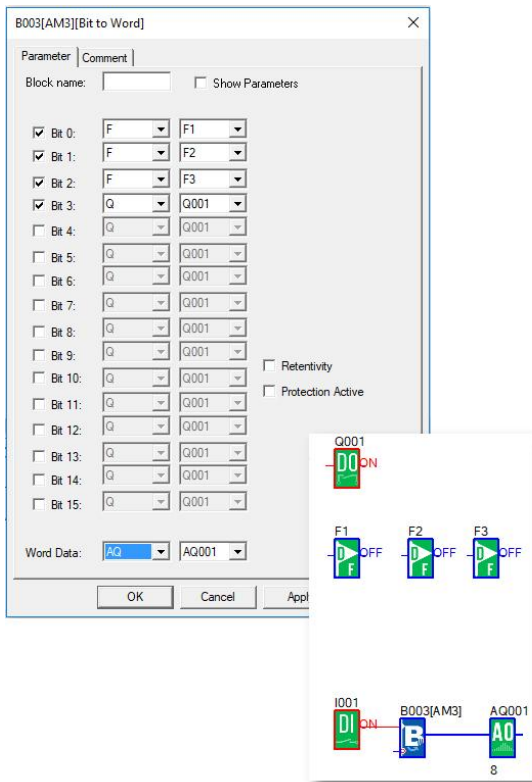 B003[AM3][Bit to Word]
Parameter Comment
Block name: Show Parameters
Bit 0: F F1
Bit 1: F F2
Bit 2: F F3
Bit 3: Q Q001
Bit 4: Q Q001
Bit 5: Q Q001
Bit 6: Q Q001
Bit 7: Q Q001
Bit 8: Q Q001
Bit 9: Q Q001
Retentivity
Bit 10: Q Q001
Protection Active
Bit 11: Q Q001
Bit 12: Q Q001
Bit 13: Q Q001
Bit 14: Q Q001
Bit 15: Q Q001
Word Data: AQ AQ001
OK Cancel Appl
Q001
DO ON
F1 F2 F3
D F OFF D F OFF D F OFF
I001 B003[AM3] AQ001
DI ON B AO
8